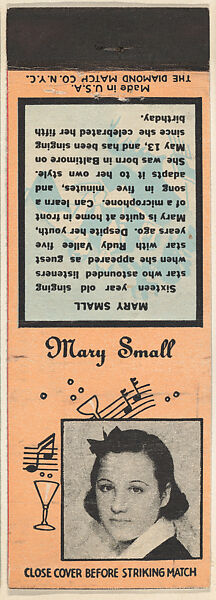 Made in U.S.A.
THE DIAMOND MATCH CO. N.Y.C.
MARY SMALL
Sixteen year old singing
star who astounded listeners
when she appeared as guest
star with Rudy Vallee five
years ago. Despite her youth,
Mary is quite at home in front
of a microphone. Can learn a
song in five minutes, and
adapts it to her own style.
She was born in Baltimore on
May 13, and has been singing
since she celebrated her fifth
birthday.
Mary Small
CLOSE COVER BEFORE STRIKING MATCH